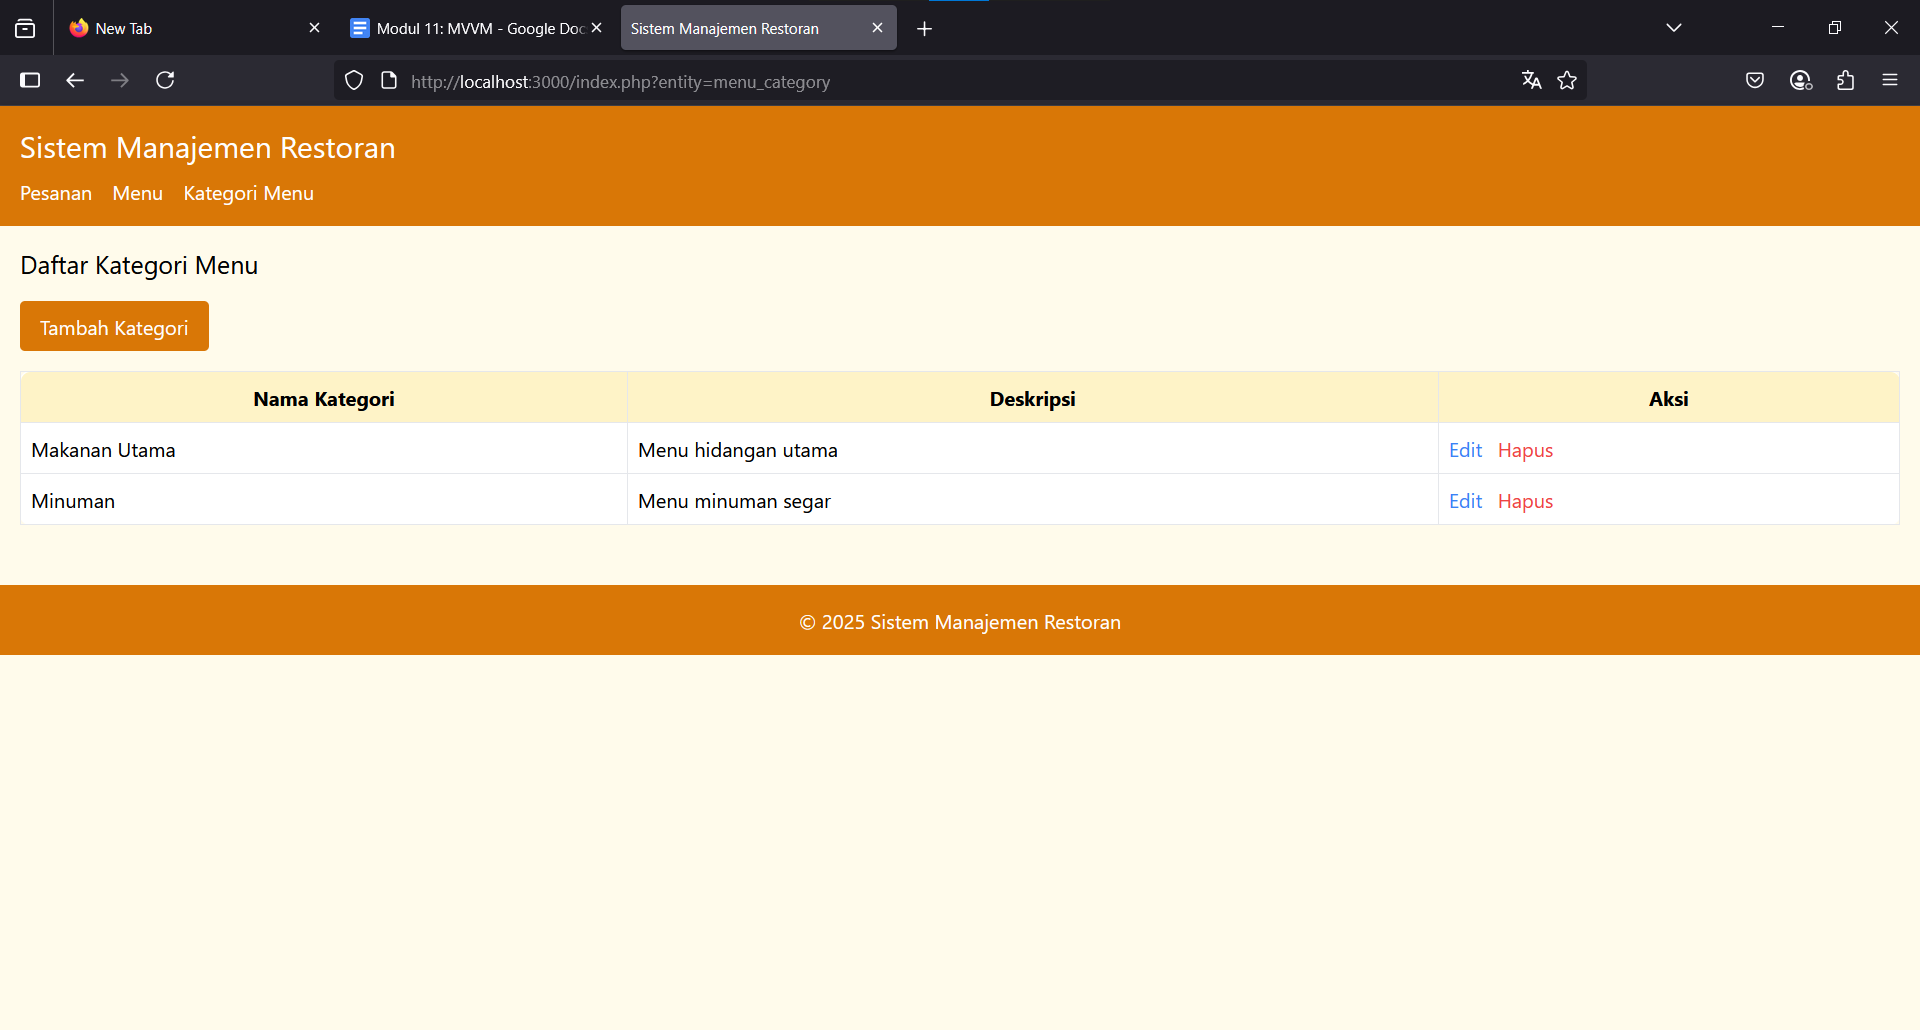 New Tab
Modul 11: MVVM - Google Doc
Sistem Manajemen Restoran
http://localhost:3000/index.php?entity=menu_category
Sistem Manajemen Restoran
Pesanan Menu Kategori Menu
Daftar Kategori Menu
Tambah Kategori
Nama Kategori Deskripsi Aksi
Makanan Utama Menu hidangan utama Edit Hapus
Minuman Menu minuman segar Edit Hapus
© 2025 Sistem Manajemen Restoran